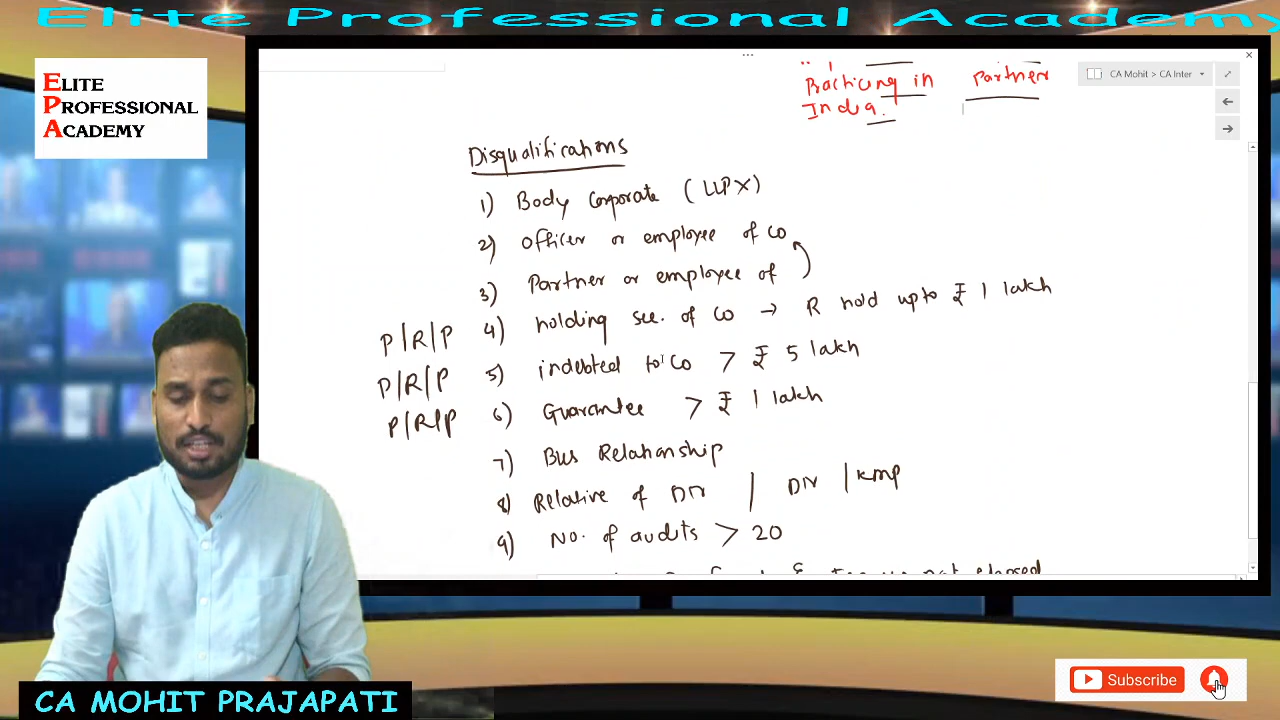 Elite Professional Academy
ELITE
PROFESSIONAL
ACADEMY
CA Mohit > CA Inter
Practicing in Partner
India.
Disqualifications
1) Body Corporate (LLP X)
2) Officer or employee of Co
3) Partner or employee of
P/R/P 4) holding sec. of Co → R hold upto ₹ 1 lakh
P/R/P 5) indebted to Co > ₹ 5 lakh
P/R/P 6) Guarantee > ₹ 1 lakh
7) Bus Relationship
8) Relative of Dir | Dir | KMP
9) No. of audits > 20
elapsed
Subscribe
CA MOHIT PRAJAPATI